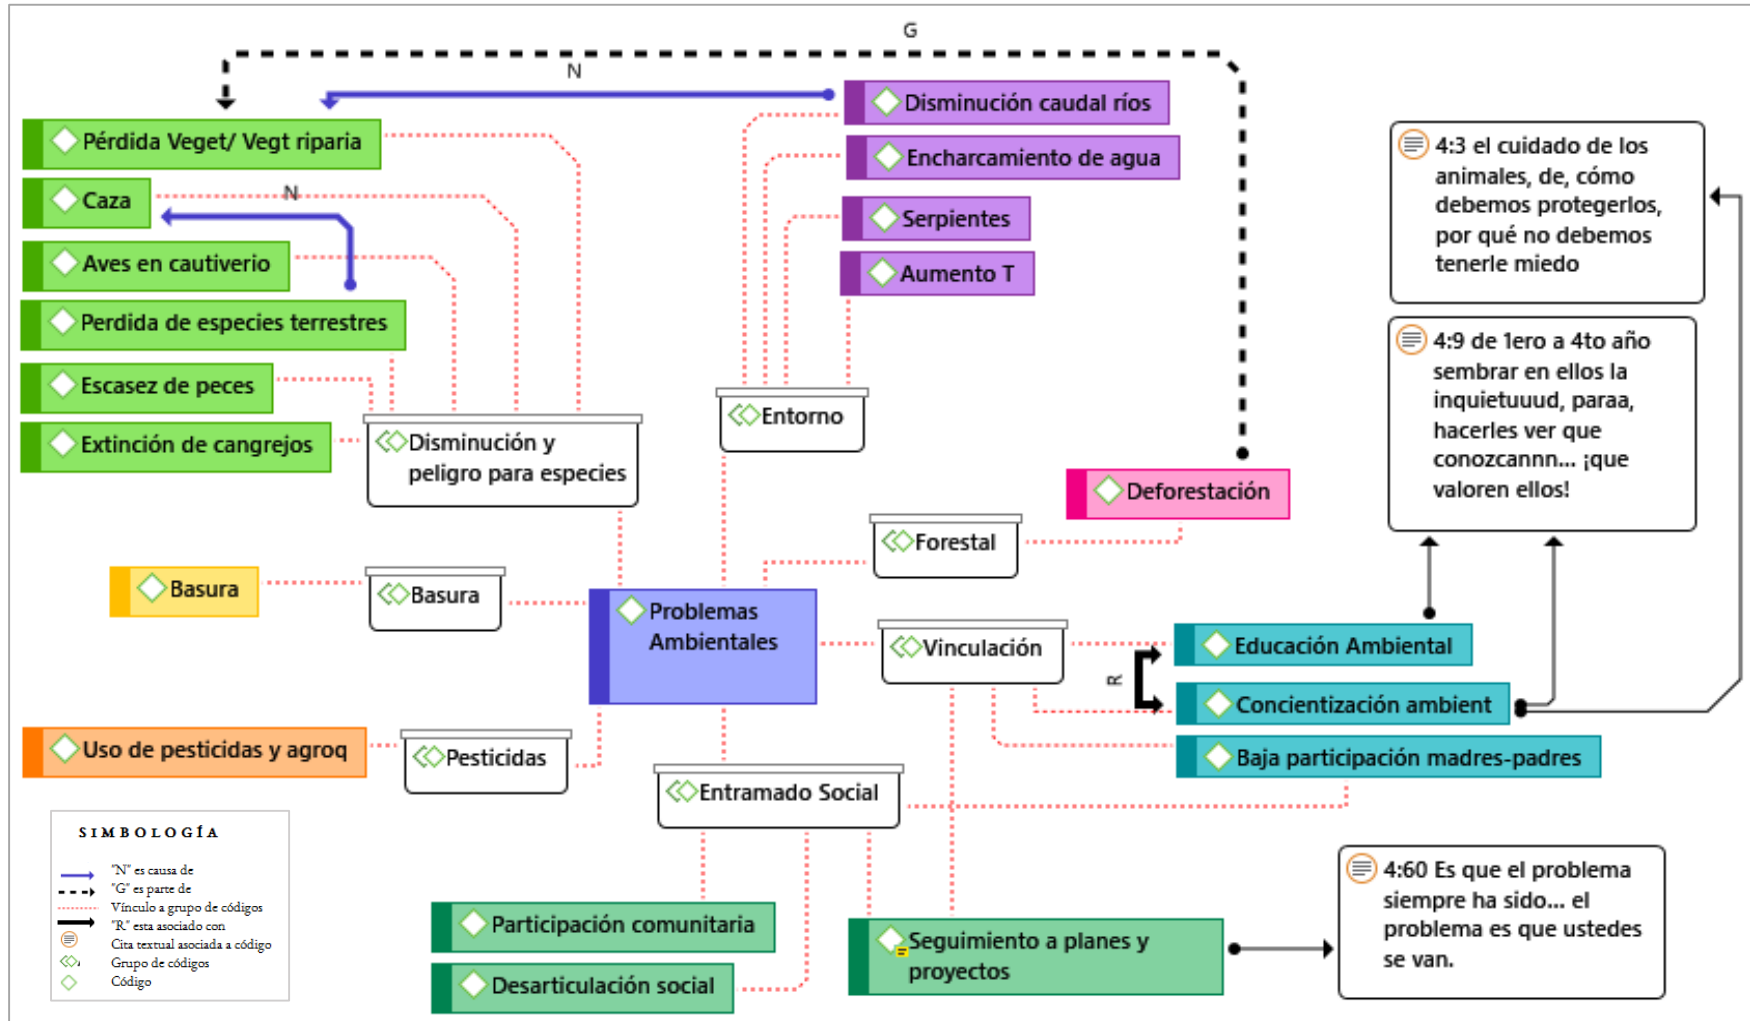 G
N
Disminución caudal ríos
Pérdida Veget/ Vegt riparia
Encharcamiento de agua
4:3 el cuidado de los
animales, de, cómo
debemos protegerlos,
por qué no debemos
tenerle miedo
Caza
N
Serpientes
Aves en cautiverio
Aumento T
Perdida de especies terrestres
4:9 de 1ero a 4to año
sembrar en ellos la
inquietuuud, paraa,
hacerles ver que
conozcannn... ¡que
valoren ellos!
Escasez de peces
Entorno
Extinción de cangrejos
Disminución y
peligro para especies
Deforestación
Forestal
Basura
Basura
Problemas
Ambientales
Vinculación
Educación Ambiental
R
Concientización ambient
Uso de pesticidas y agroq
Pesticidas
Baja participación madres-padres
Entramado Social
SIMBOLOGÍA
"N" es causa de
"G" es parte de
Vínculo a grupo de códigos
"R" esta asociado con
Cita textual asociada a código
Grupo de códigos
Código
Participación comunitaria
Desarticulación social
Seguimiento a planes y
proyectos
4:60 Es que el problema
siempre ha sido... el
problema es que ustedes
se van.